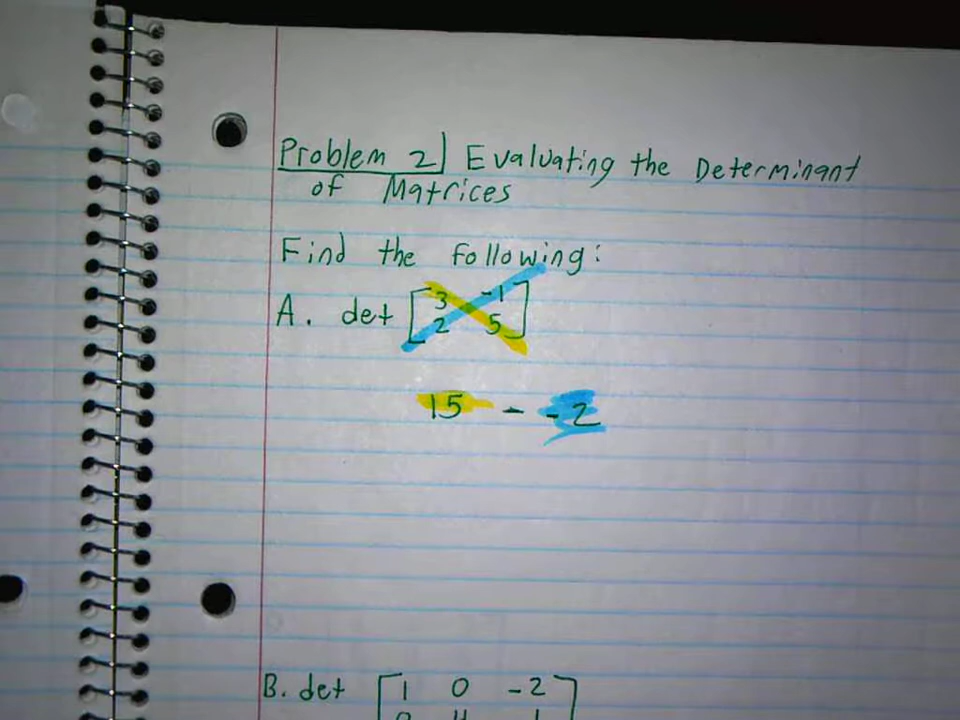 Problem 2] Evaluating the Determinant
of Matrices
Find the following:
A. det [3 -1
2 5]
15 - -2
B. det [1 0 -2]